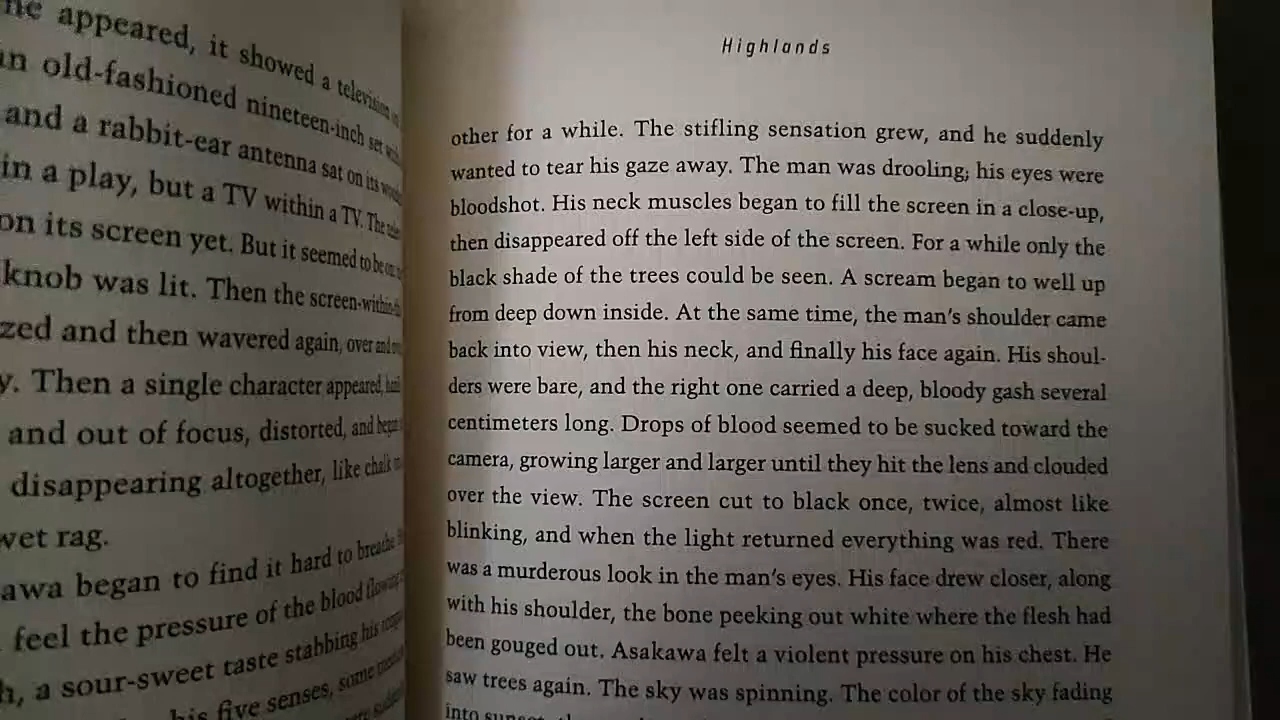 he appeared, it showed a television
an old-fashioned nineteen-inch set
and a rabbit-ear antenna sat on its
in a play, but a TV within a TV. The
on its screen yet. But it seemed to be
knob was lit. Then the screen-within-
zed and then wavered again, over and
y. Then a single character appeared,
and out of focus, distorted, and began
disappearing altogether, like chalk
wet rag.
awa began to find it hard to breathe.
feel the pressure of the blood flowing
h, a sour-sweet taste stabbing his
his five senses, some
Highlands
other for a while. The stifling sensation grew, and he suddenly
wanted to tear his gaze away. The man was drooling; his eyes were
bloodshot. His neck muscles began to fill the screen in a close-up,
then disappeared off the left side of the screen. For a while only the
black shade of the trees could be seen. A scream began to well up
from deep down inside. At the same time, the man's shoulder came
back into view, then his neck, and finally his face again. His shoul-
ders were bare, and the right one carried a deep, bloody gash several
centimeters long. Drops of blood seemed to be sucked toward the
camera, growing larger and larger until they hit the lens and clouded
over the view. The screen cut to black once, twice, almost like
blinking, and when the light returned everything was red. There
was a murderous look in the man's eyes. His face drew closer, along
with his shoulder, the bone peeking out white where the flesh had
been gouged out. Asakawa felt a violent pressure on his chest. He
saw trees again. The sky was spinning. The color of the sky fading
into